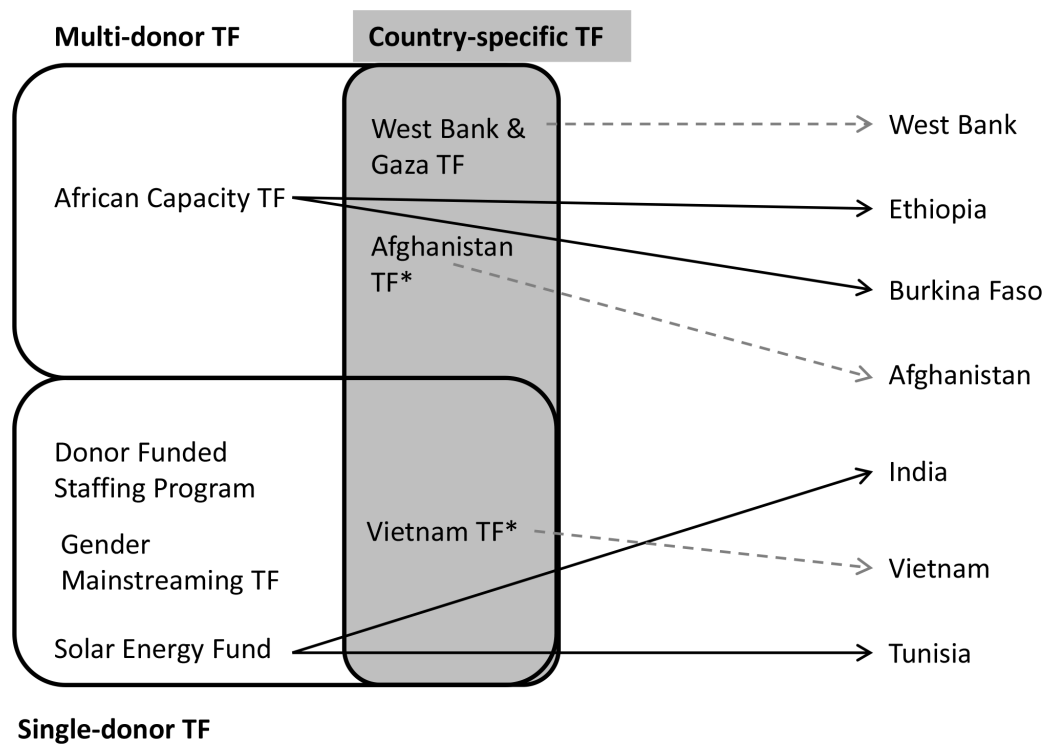 Multi-donor TF
Country-specific TF
West Bank &
Gaza TF
West Bank
African Capacity TF
Ethiopia
Afghanistan
TF*
Burkina Faso
Afghanistan
Donor Funded
Staffing Program
India
Gender
Mainstreaming TF
Vietnam TF*
Vietnam
Solar Energy Fund
Tunisia
Single-donor TF